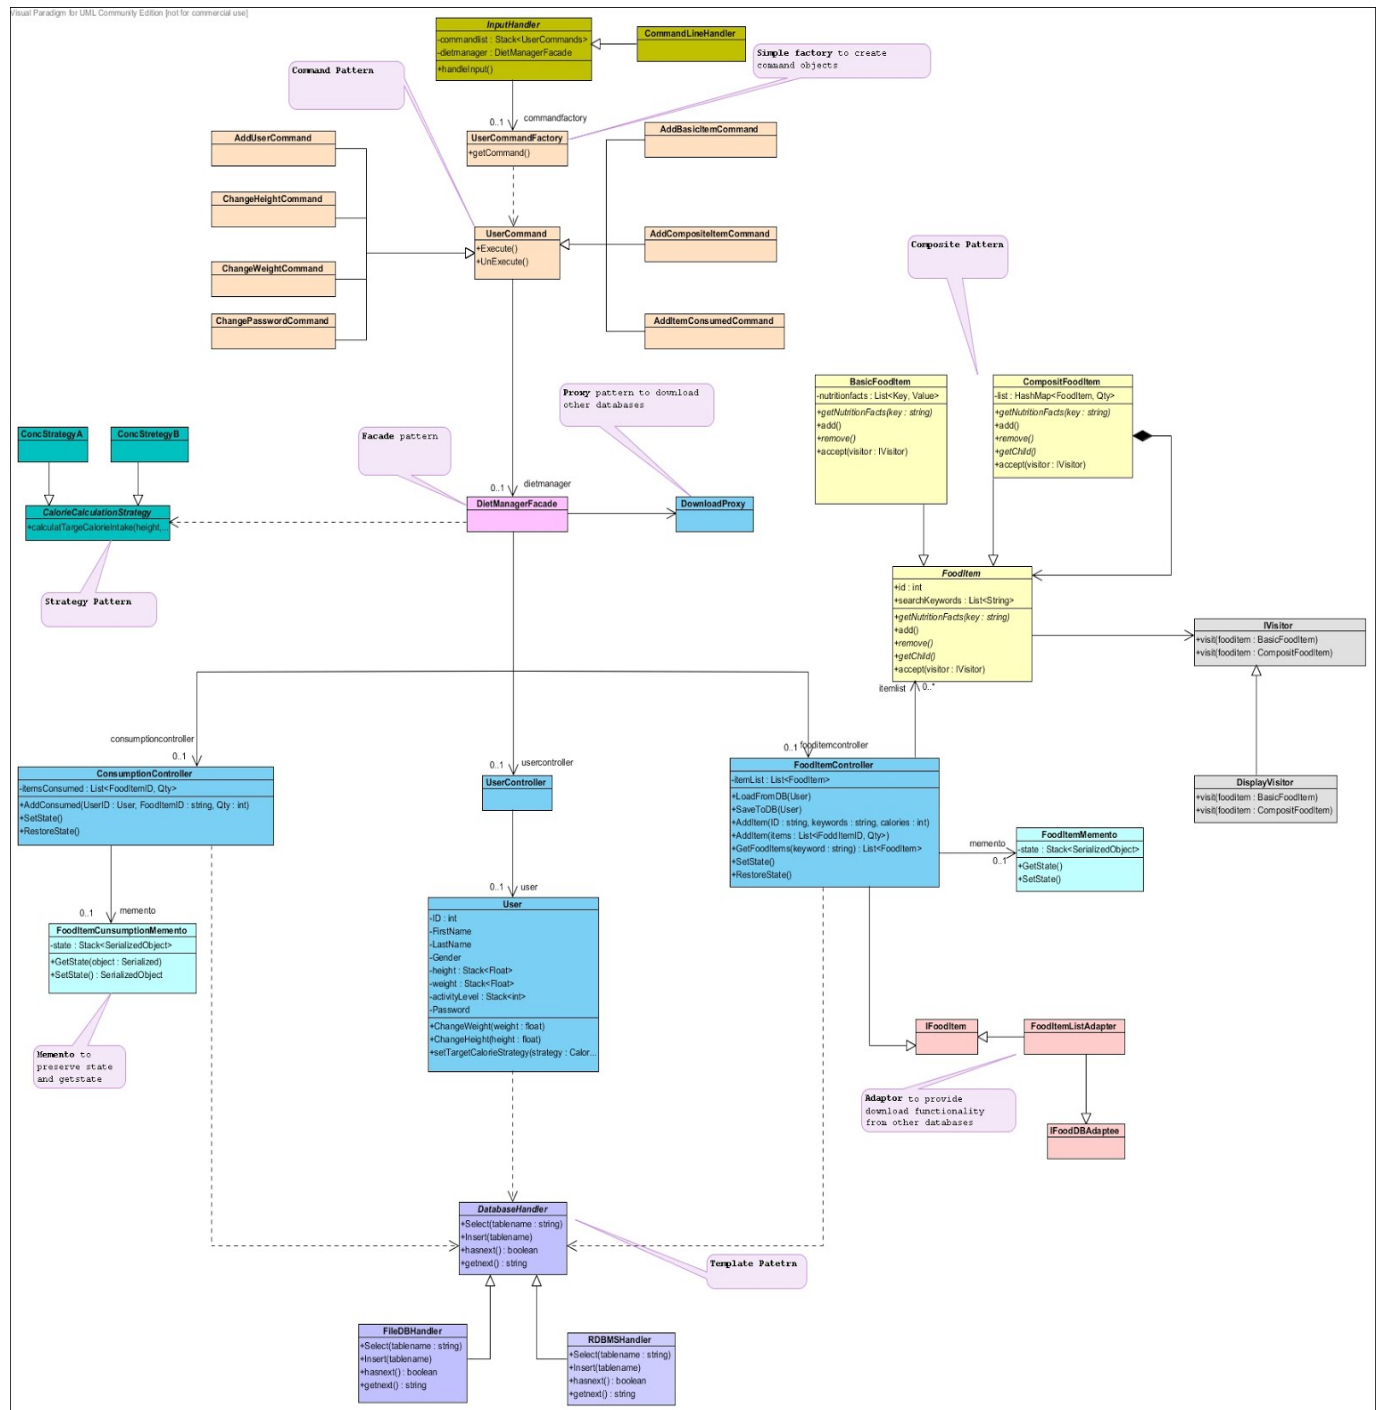 Visual Paradigm for UML Community Edition [not for commercial use]
InputHandler
-commandlist : Stack<UserCommands>
-dietmanager : DietManagerFacade
+handleInput()
CommandLineHandler
Simple factory to create
command objects
Command Pattern
0..1 commandfactory
UserCommandFactory
+getCommand()
AddUserCommand
ChangeHeightCommand
ChangeWeightCommand
ChangePasswordCommand
UserCommand
+Execute()
+UnExecute()
AddBasicItemCommand
AddCompositeItemCommand
AddItemConsumedCommand
Composite Pattern
BasicFoodItem
-nutritionfacts : List<Key, Value>
+getNutritionFacts(key : string)
+add()
+remove()
+accept(visitor : IVisitor)
CompositFoodItem
-list : HashMap<FoodItem, Qty>
+getNutritionFacts(key : string)
+add()
+remove()
+getChild()
+accept(visitor : IVisitor)
Proxy pattern to download
other databases
Facade pattern
ConcStrategyA
ConcStretegyB
CalorieCalculationStrategy
+calculatTargeCalorieIntake(height,...
Strategy Pattern
0..1 dietmanager
DietManagerFacade
DownloadProxy
FoodItem
+id : int
+searchKeywords : List<String>
+getNutritionFacts(key : string)
+add()
+remove()
+getChild()
+accept(visitor : IVisitor)
itemlist 0..*
IVisitor
+visit(fooditem : BasicFoodItem)
+visit(fooditem : CompositFoodItem)
DisplayVisitor
+visit(fooditem : BasicFoodItem)
+visit(fooditem : CompositFoodItem)
consumptioncontroller
0..1
ConsumptionController
-itemsConsumed : List<FoodItemID, Qty>
+AddConsumed(UserID : User, FoodItemID : string, Qty : int)
+SetState()
+RestoreState()
0..1 usercontroller
UserController
0..1 fooditemcontroller
FoodItemController
-itemList : List<FoodItem>
+LoadFromDB(User)
+SaveToDB(User)
+AddItem(ID : string, keywords : string, calories : int)
+AddItem(items : List<iFoddItemID, Qty>)
+GetFoodItems(keyword : string) : List<FoodItem>
+SetState()
+RestoreState()
memento
0..1
FoodItemMemento
-state : Stack<SerializedObject>
+GetState()
+SetState()
0..1 memento
FoodItemCunsumptionMemento
-state : Stack<SerializedObject>
+GetState(object : Serialized)
+SetState() : SerializedObject
Memento to
preserve state
and getstate
0..1 user
User
-ID : int
-FirstName
-LastName
-Gender
-height : Stack<Float>
-weight : Stack<Float>
-activityLevel : Stack<int>
-Password
+ChangeWeight(weight : float)
+ChangeHeight(height : float)
+setTargetCalorieStrategy(strategy : Calor...
IFoodItem
FoodItemListAdapter
Adaptor to provide
download functionality
from other databases
IFoodDBAdaptee
DatabaseHandler
+Select(tablename : string)
+Insert(tablename)
+hasnext() : boolean
+getnext() : string
Template Patetrn
FileDBHandler
+Select(tablename : string)
+Insert(tablename)
+hasnext() : boolean
+getnext() : string
RDBMSHandler
+Select(tablename : string)
+Insert(tablename)
+hasnext() : boolean
+getnext() : string